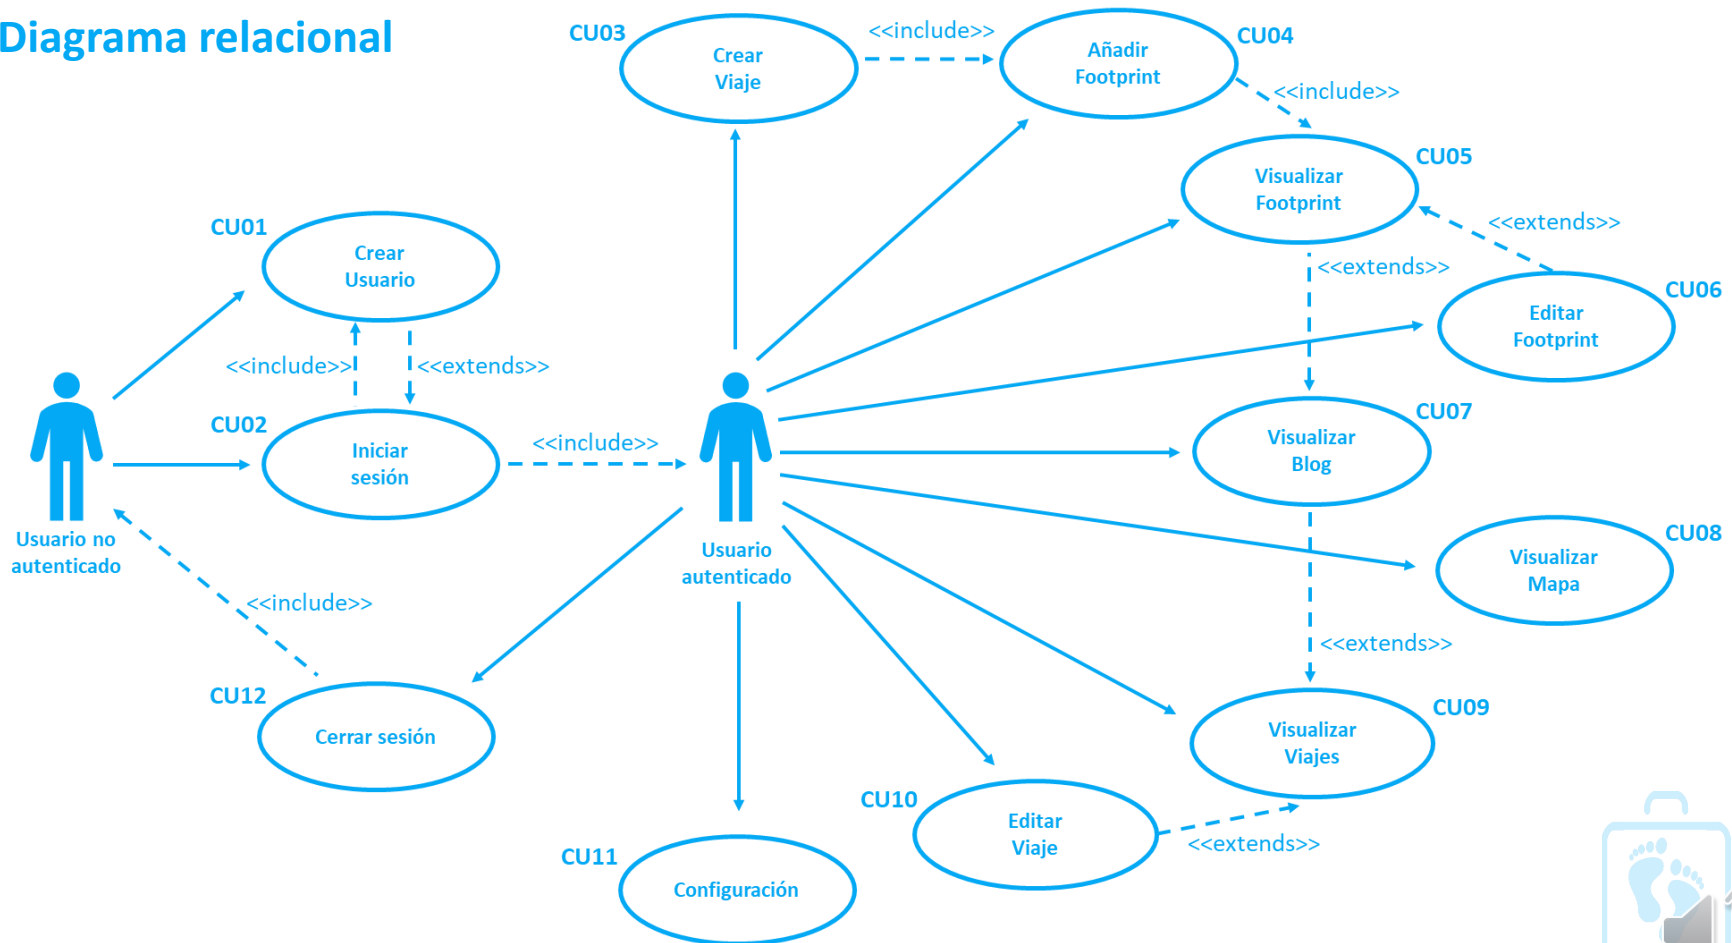 Diagrama relacional
CU03
Crear
Viaje
<<include>>
Añadir
Footprint
CU04
<<include>>
Visualizar
Footprint
CU05
<<extends>>
<<extends>>
Editar
Footprint
CU06
CU01
Crear
Usuario
<<include>>
<<extends>>
CU02
Iniciar
sesión
<<include>>
Usuario no
autenticado
Usuario
autenticado
Visualizar
Blog
CU07
Visualizar
Mapa
CU08
<<include>>
<<extends>>
CU12
Cerrar sesión
Visualizar
Viajes
CU09
CU10
Editar
Viaje
<<extends>>
CU11
Configuración